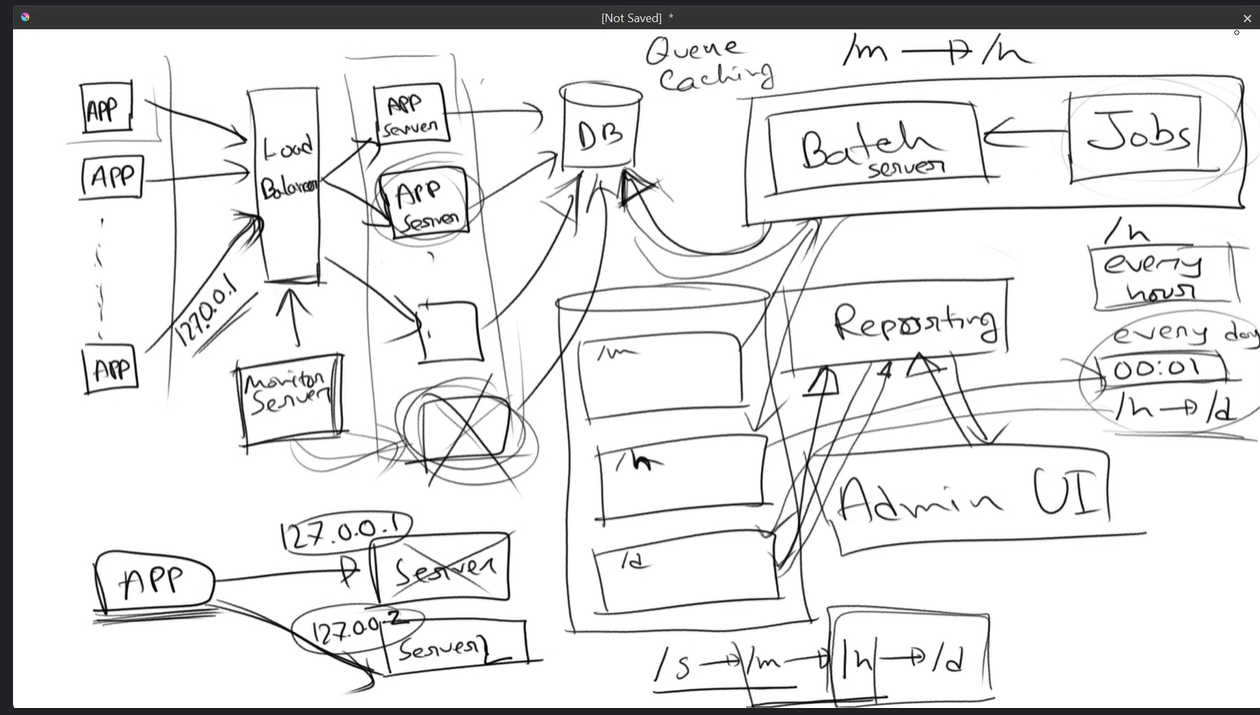 [Not Saved] *
Queue
Caching
/m → /h
APP
APP
APP
Load
Balancer
127.0.0.1
Monitor
Server
APP
Server
APP
Server
DB
Batch
server
Jobs
/h
every
hour
every day
00:01
/h → /d
Reporting
/m
/h
/d
Admin UI
APP
127.0.0.1
Server
127.0.0.2
Server2
/s → /m → /h → /d